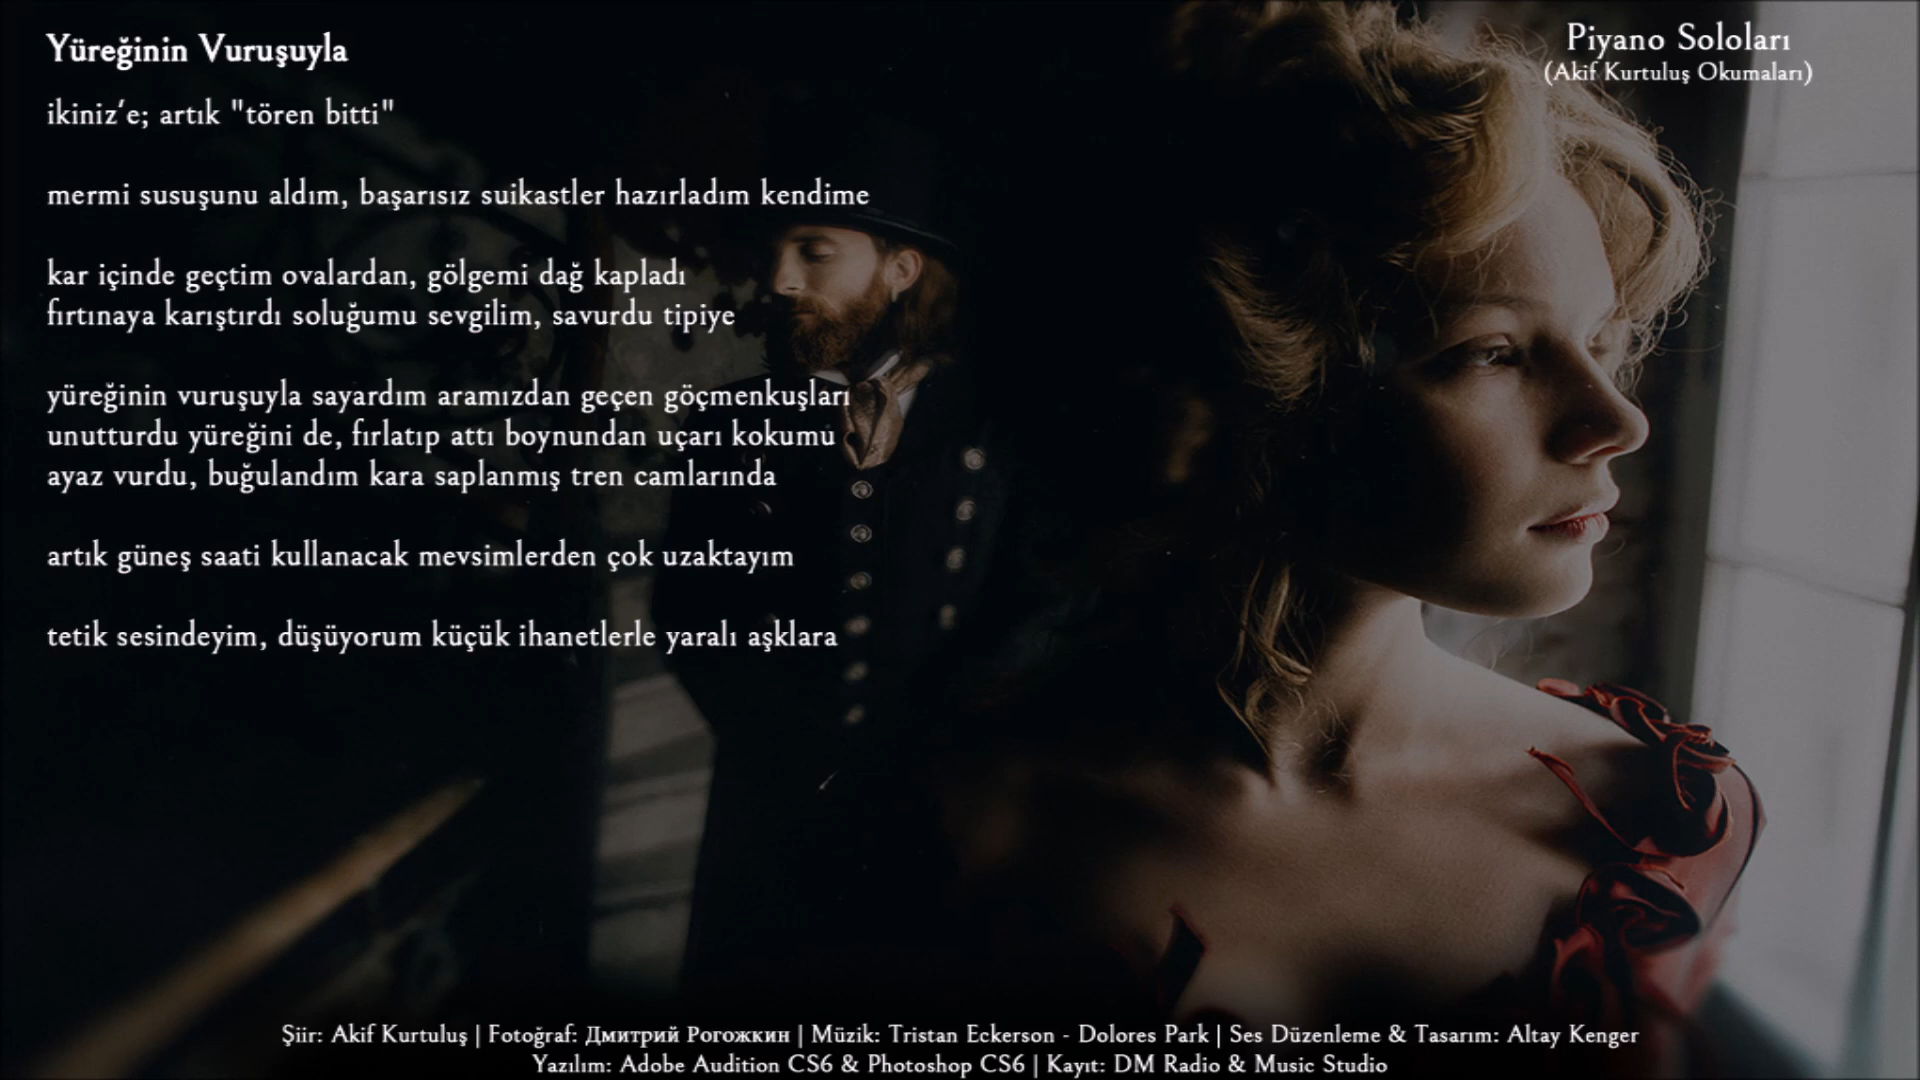 Yüreğinin Vuruşuyla
ikiniz'e; artık "tören bitti"
mermi susuşunu aldım, başarısız suikastler hazırladım kendime
kar içinde geçtim ovalardan, gölgemi dağ kapladı
fırtınaya karıştırdı soluğumu sevgilim, savurdu tipiye
yüreğinin vuruşuyla sayardım aramızdan geçen göçmenkuşları
unutturdu yüreğini de, fırlatıp attı boynundan uçarı kokumu
ayaz vurdu, buğulandım kara saplanmış tren camlarında
artık güneş saati kullanacak mevsimlerden çok uzaktayım
tetik sesindeyim, düşüyorum küçük ihanetlerle yaralı aşklara
Piyano Soloları
(Akif Kurtuluş Okumaları)
Şiir: Akif Kurtuluş | Fotoğraf: Дмитрий Рогожкин | Müzik: Tristan Eckerson - Dolores Park | Ses Düzenleme & Tasarım: Altay Kenger
Yazılım: Adobe Audition CS6 & Photoshop CS6 | Kayıt: DM Radio & Music Studio